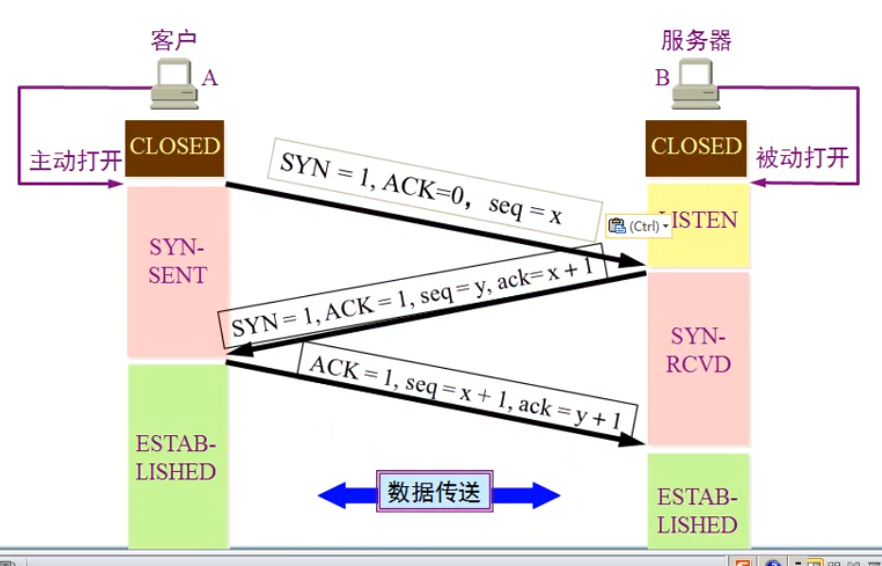 客户
服务器
A
B
CLOSED
CLOSED
主动打开
被动打开
SYN = 1, ACK=0，seq = x
(Ctrl)
LISTEN
SYN-
SENT
SYN = 1, ACK = 1, seq = y, ack= x + 1
SYN-
RCVD
ACK = 1, seq = x + 1, ack = y + 1
ESTAB-
LISHED
数据传送
ESTAB-
LISHED